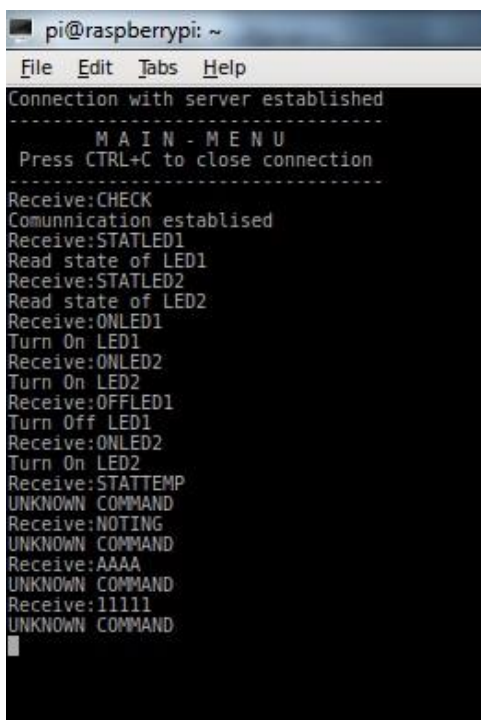 pi@raspberrypi: ~
File Edit Tabs Help
Connection with server established
-----------------------------------
M A I N - M E N U
Press CTRL+C to close connection
-----------------------------------
Receive:CHECK
Comunnication establised
Receive:STATLED1
Read state of LED1
Receive:STATLED2
Read state of LED2
Receive:ONLED1
Turn On LED1
Receive:ONLED2
Turn On LED2
Receive:OFFLED1
Turn Off LED1
Receive:ONLED2
Turn On LED2
Receive:STATTEMP
UNKNOWN COMMAND
Receive:NOTING
UNKNOWN COMMAND
Receive:AAAA
UNKNOWN COMMAND
Receive:11111
UNKNOWN COMMAND